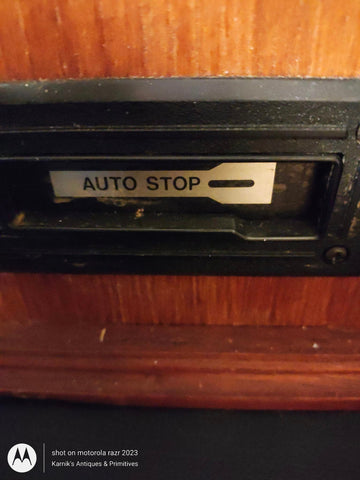 AUTO STOP
shot on motorola razr 2023
Karnik's Antiques & Primitives